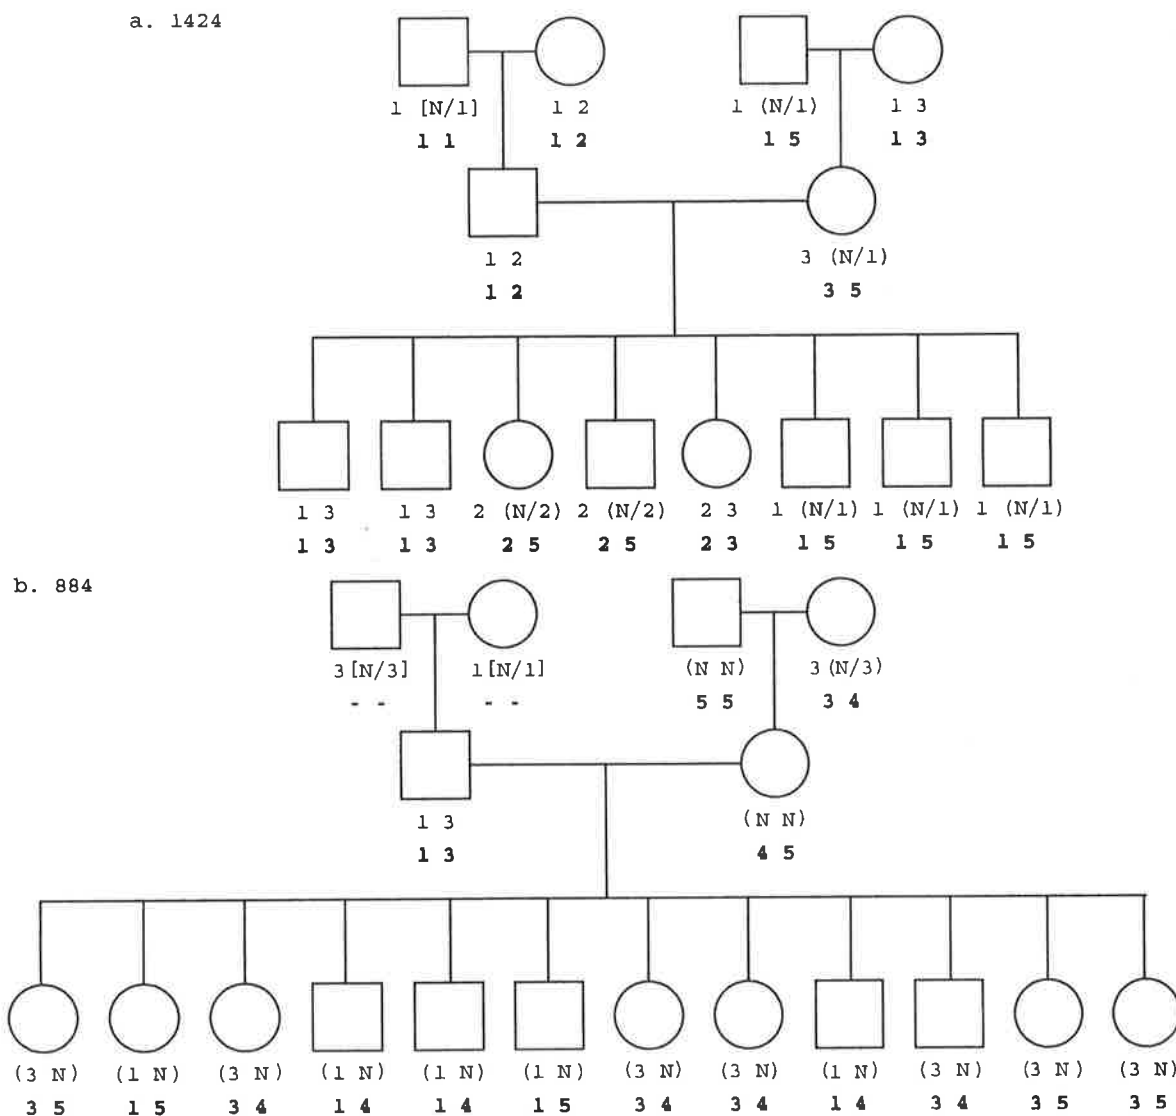 a. 1424
1 [N/1] 1 2 1 (N/1) 1 3
1 1 1 2 1 5 1 3
1 2 3 (N/1)
1 2 3 5
1 3 1 3 2 (N/2) 2 (N/2) 2 3 1 (N/1) 1 (N/1) 1 (N/1)
1 3 1 3 2 5 2 5 2 3 1 5 1 5 1 5
b. 884
3[N/3] 1[N/1] (N N) 3(N/3)
- - - - 5 5 3 4
1 3 (N N)
1 3 4 5
(3 N) (1 N) (3 N) (1 N) (1 N) (1 N) (3 N) (3 N) (1 N) (3 N) (3 N) (3 N)
3 5 1 5 3 4 1 4 1 4 1 5 3 4 3 4 1 4 3 4 3 5 3 5